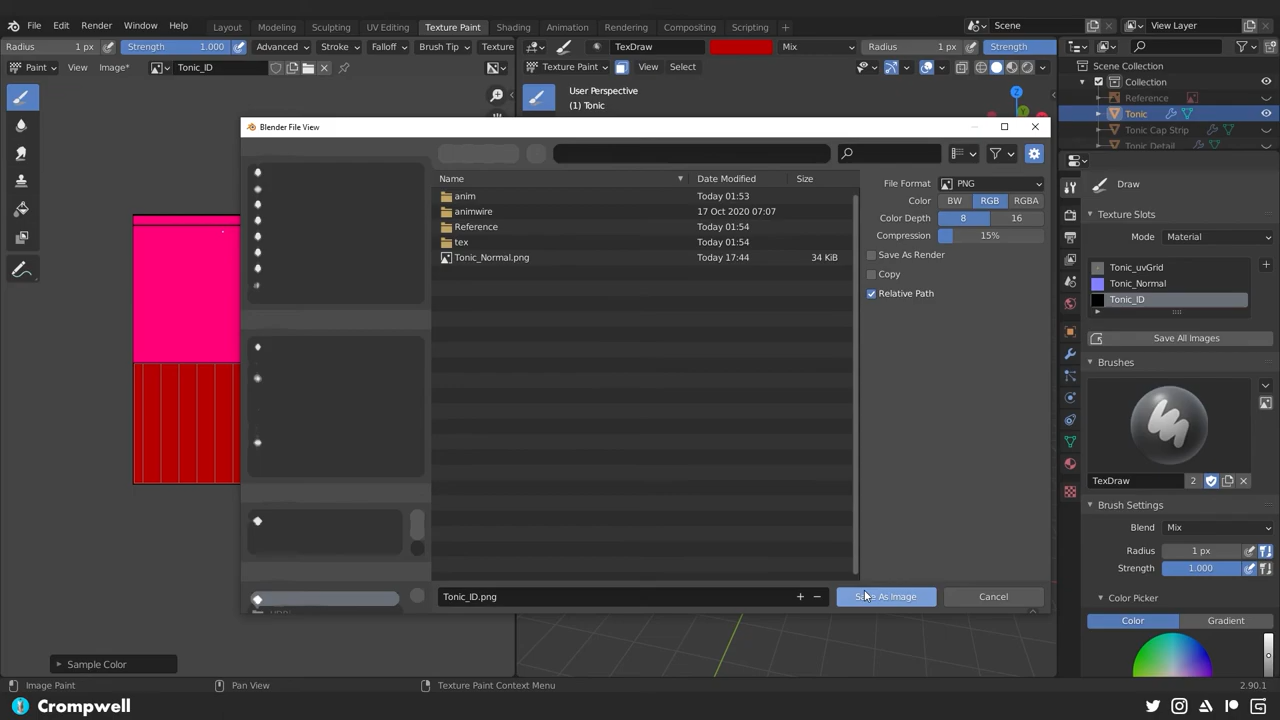 File Edit Render Window Help Layout Modeling Sculpting UV Editing Texture Paint Shading Animation Rendering Compositing Scripting + Scene View Layer
Radius 1 px Strength 1.000 Advanced Stroke Falloff Brush Tip Texture TexDraw Mix Radius 1 px Strength
Paint View Image* Tonic_ID Texture Paint View Select
Scene Collection
Collection
Reference
Tonic
Tonic Cap Strip
Tonic Detail
User Perspective
(1) Tonic
Z
Blender File View
Name Date Modified Size
anim Today 01:53
animwire 17 Oct 2020 07:07
Reference Today 01:54
tex Today 01:54
Tonic_Normal.png Today 17:44 34 KiB
File Format PNG
Color BW RGB RGBA
Color Depth 8 16
Compression 15%
Save As Render
Copy
Relative Path
Tonic_ID.png + − Save As Image Cancel
Draw
Texture Slots
Mode Material
Tonic_uvGrid
Tonic_Normal
Tonic_ID
Save All Images
Brushes
TexDraw 2
Brush Settings
Blend Mix
Radius 1 px
Strength 1.000
Color Picker
Color Gradient
Sample Color
Image Paint Pan View Texture Paint Context Menu 2.90.1
Crompwell